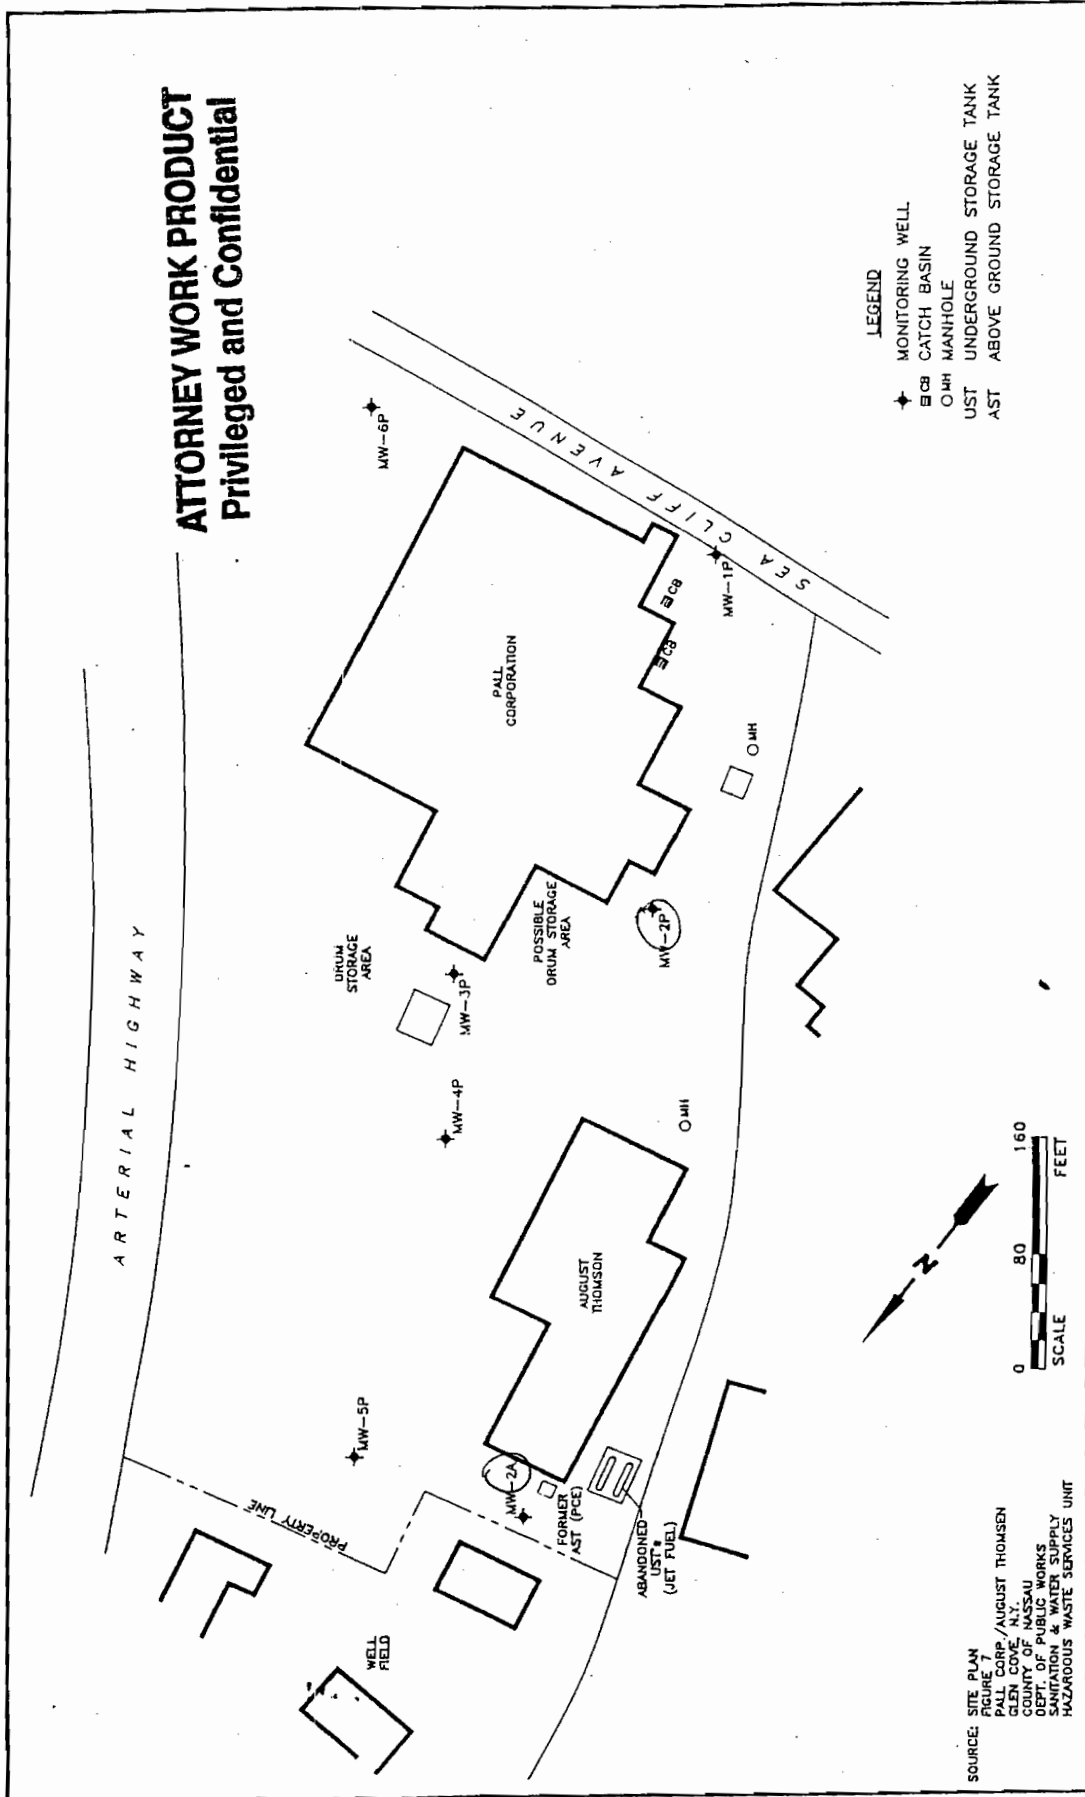 ATTORNEY WORK PRODUCT
Privileged and Confidential
ARTERIAL HIGHWAY
SEA CLIFF AVENUE
MW-6P
PALL
CORPORATION
CB
CB
MW-1P
MH
DRUM
STORAGE
AREA
POSSIBLE
DRUM STORAGE
AREA
MW-3P
MW-2P
MW-4P
MH
AUGUST
THOMSON
MW-5P
MW-2A
FORMER
AST (PCE)
ABANDONED
UST's
(JET FUEL)
PROPERTY LINE
WELL
FIELD
LEGEND
MONITORING WELL
CB CATCH BASIN
MH MANHOLE
UST UNDERGROUND STORAGE TANK
AST ABOVE GROUND STORAGE TANK
N
0 80 160
SCALE FEET
SOURCE: SITE PLAN
FIGURE 7
PALL CORP./AUGUST THOMSEN
GLEN COVE, N.Y.
COUNTY OF NASSAU
DEPT. OF PUBLIC WORKS
SANITATION & WATER SUPPLY
HAZARDOUS WASTE SERVICES UNIT